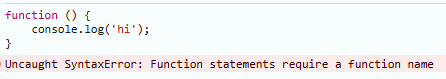 function () {
    console.log('hi');
}
Uncaught SyntaxError: Function statements require a function name